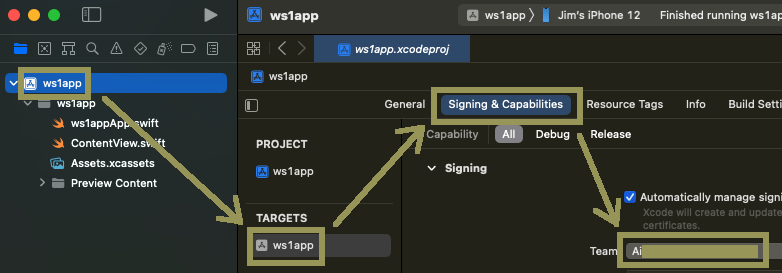 ws1app
ws1app
Jim's iPhone 12
Finished running ws1app
ws1app.xcodeproj
ws1app
ws1app
ws1app
ws1appApp.swift
ContentView.swift
Assets.xcassets
Preview Content
General
Signing & Capabilities
Resource Tags
Info
Build Setti
Capability
All
Debug
Release
PROJECT
ws1app
TARGETS
ws1app
Signing
Automatically manage signi
Xcode will create and update
certificates.
Team
Ai